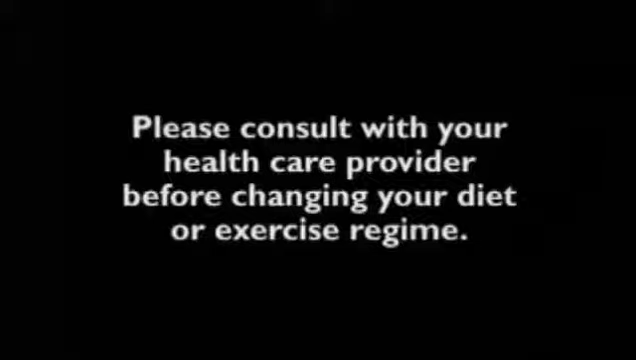 Please consult with your
health care provider
before changing your diet
or exercise regime.